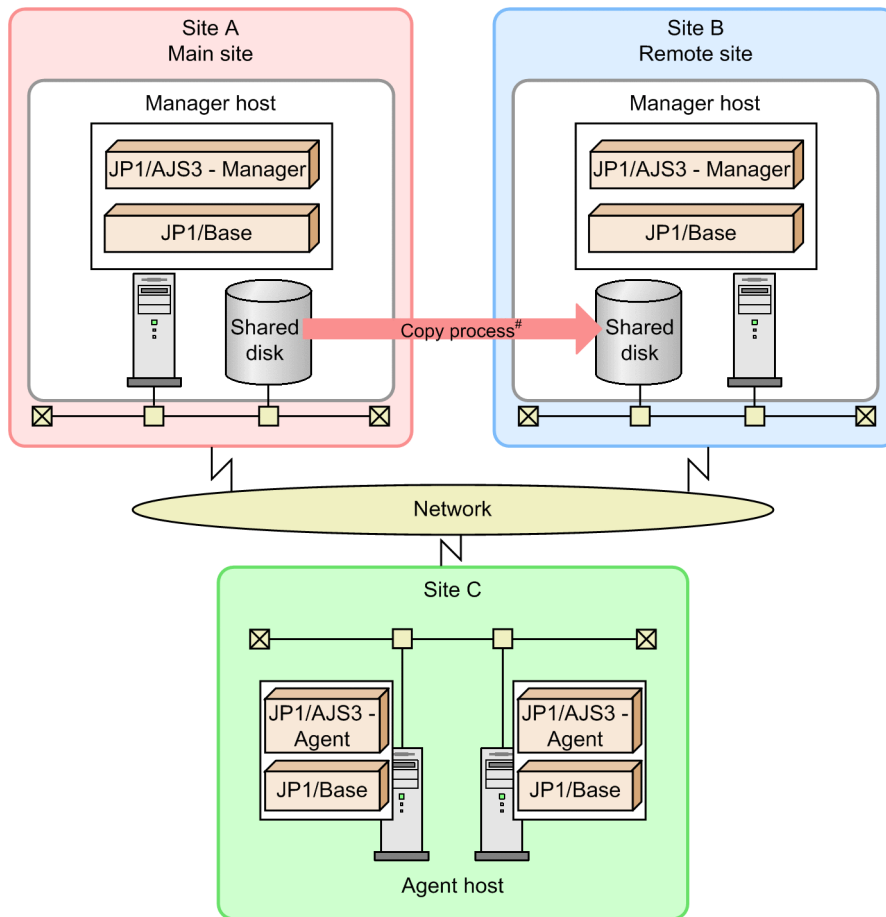 Site A
Main site
Manager host
JP1/AJS3 - Manager
JP1/Base
Shared
disk
Copy process#
Site B
Remote site
Manager host
JP1/AJS3 - Manager
JP1/Base
Shared
disk
Network
Site C
JP1/AJS3 -
Agent
JP1/Base
JP1/AJS3 -
Agent
JP1/Base
Agent host